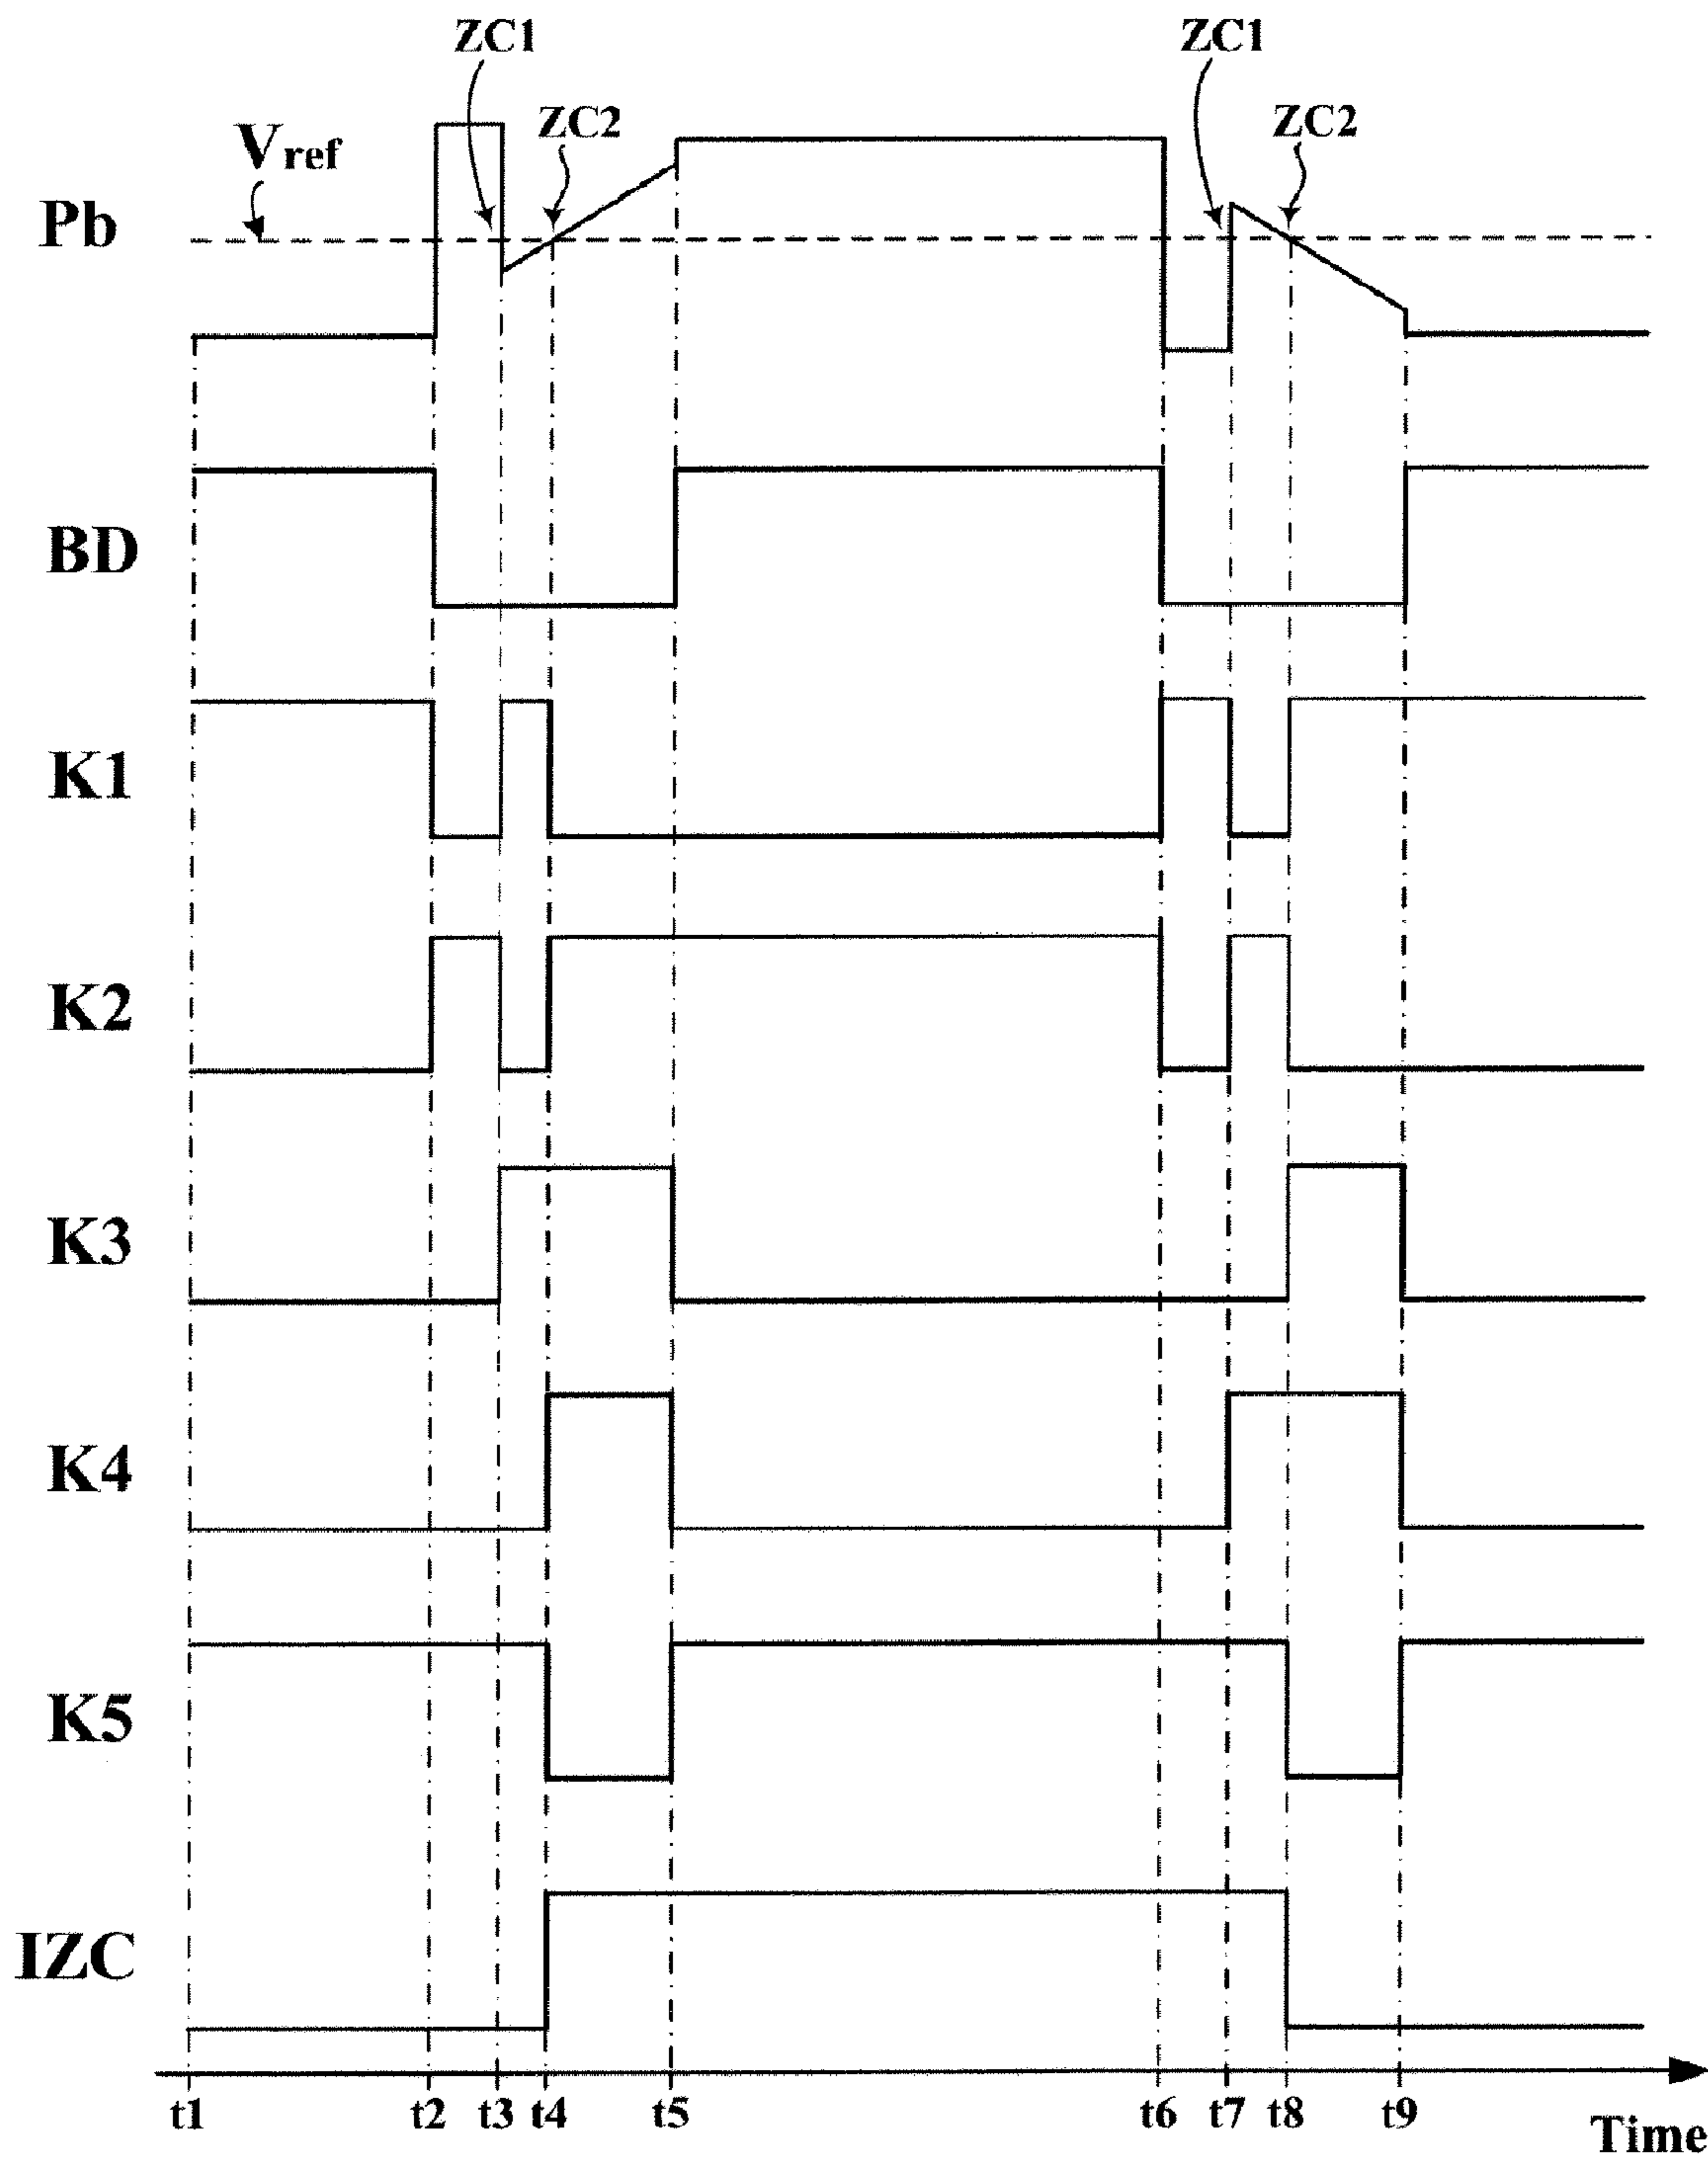 ZC1
ZC1
ZC2
ZC2
Vref
Pb
BD
K1
K2
K3
K4
K5
IZC
t1 t2 t3 t4 t5 t6 t7 t8 t9
Time